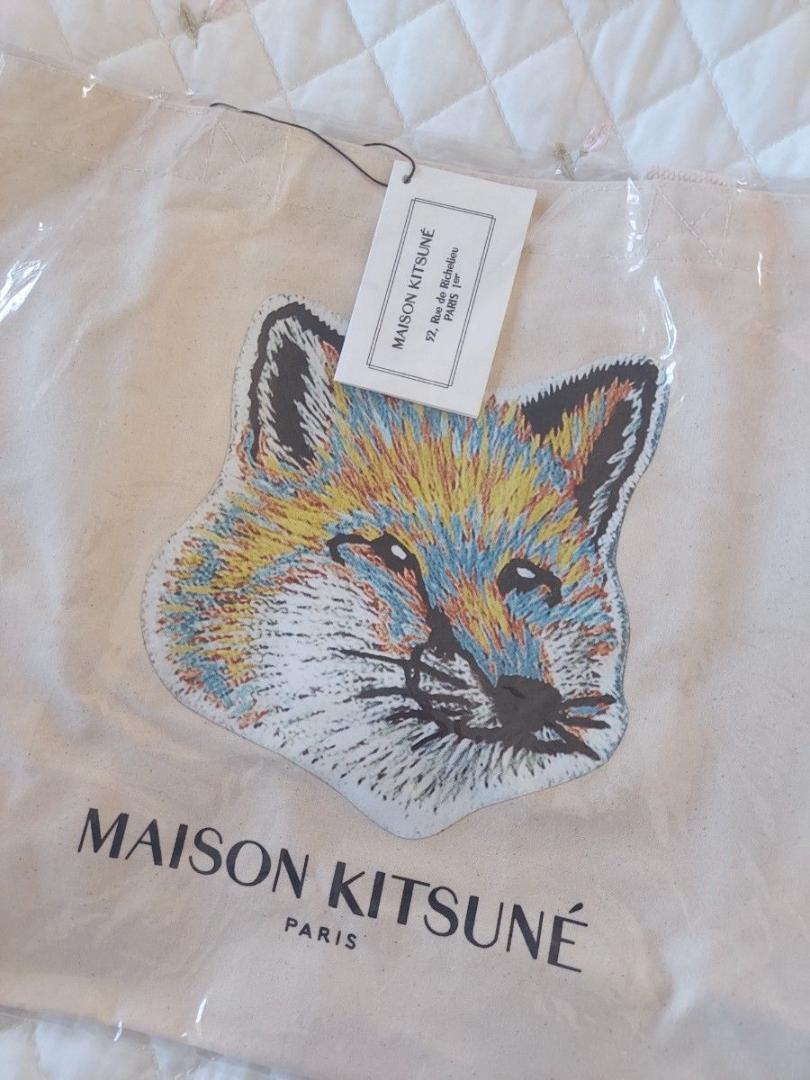 MAISON KITSUNÉ
52, Rue de Richelieu
PARIS 1er
MAISON KITSUNÉ
PARIS